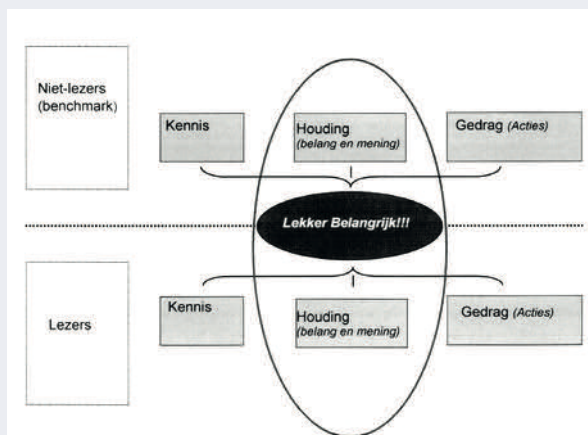 Niet-lezers
(benchmark)
Kennis
Houding
(belang en mening)
Gedrag (Acties)
Lekker Belangrijk!!!
Kennis
Houding
(belang en mening)
Gedrag (Acties)
Lezers